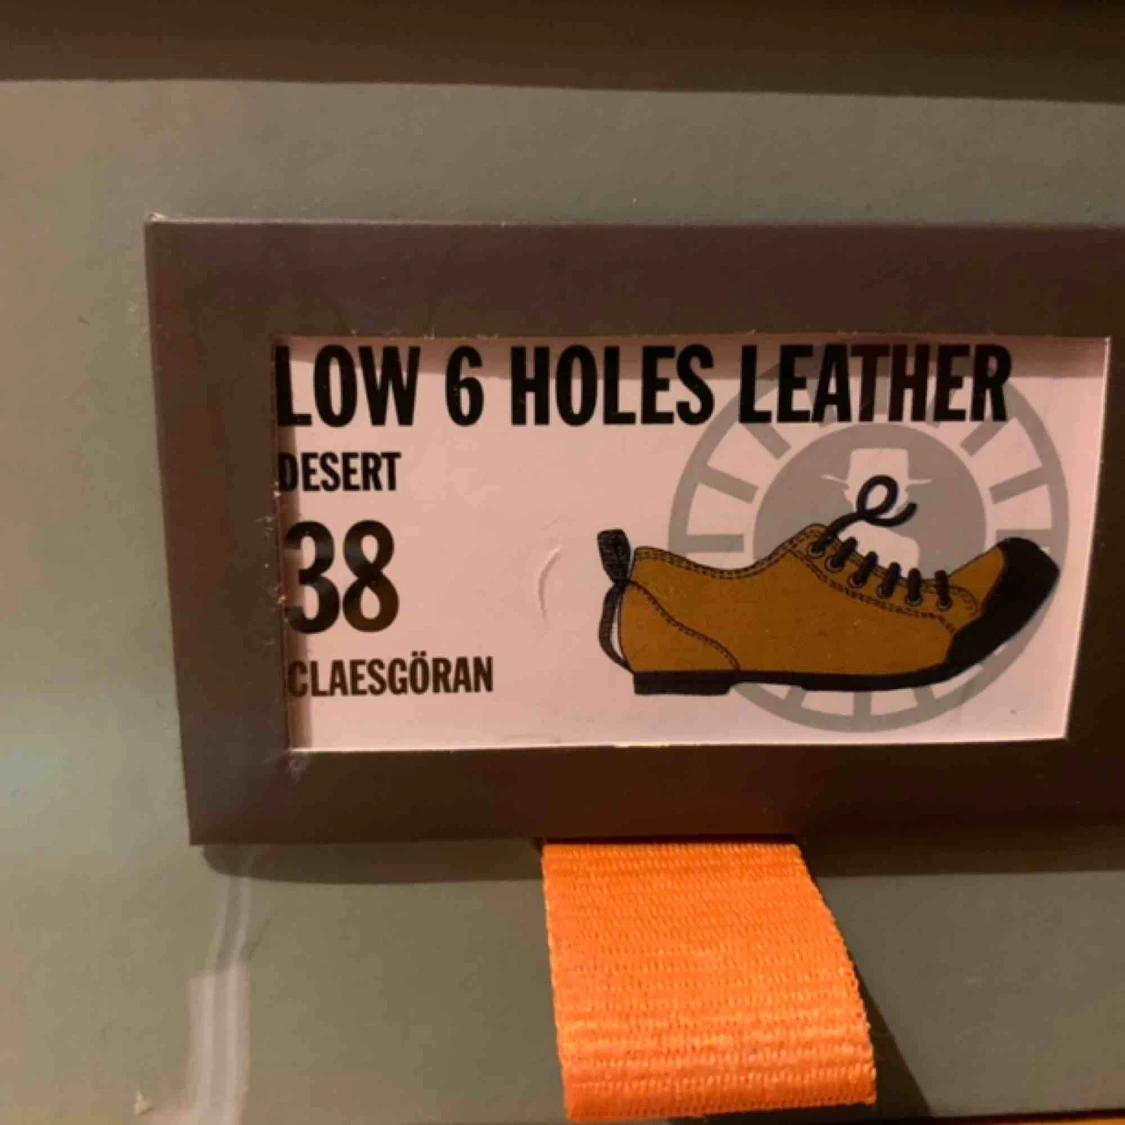 LOW 6 HOLES LEATHER
DESERT
38
CLAESGÖRAN